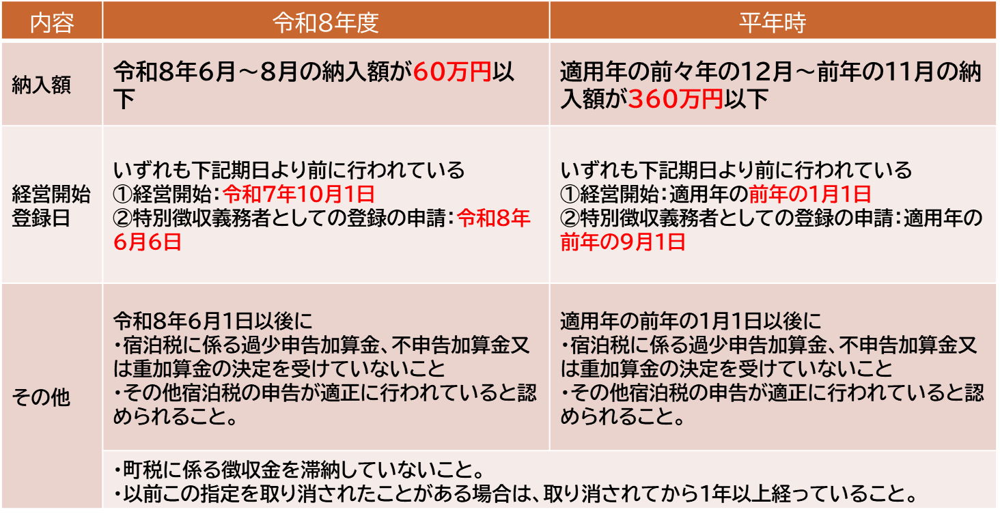 内容
令和8年度
平年時
納入額
令和8年6月～8月の納入額が60万円以
下
適用年の前々年の12月～前年の11月の納
入額が360万円以下
経営開始
登録日
いずれも下記期日より前に行われている
①経営開始：令和7年10月1日
②特別徴収義務者としての登録の申請：令和8年
6月6日
いずれも下記期日より前に行われている
①経営開始：適用年の前年の1月1日
②特別徴収義務者としての登録の申請：適用年の
前年の9月1日
その他
令和8年6月1日以後に
・宿泊税に係る過少申告加算金、不申告加算金又
は重加算金の決定を受けていないこと
・その他宿泊税の申告が適正に行われていると認
められること。
適用年の前年の1月1日以後に
・宿泊税に係る過少申告加算金、不申告加算金又
は重加算金の決定を受けていないこと
・その他宿泊税の申告が適正に行われていると認
められること。
・町税に係る徴収金を滞納していないこと。
・以前この指定を取り消されたことがある場合は、取り消されてから1年以上経っていること。